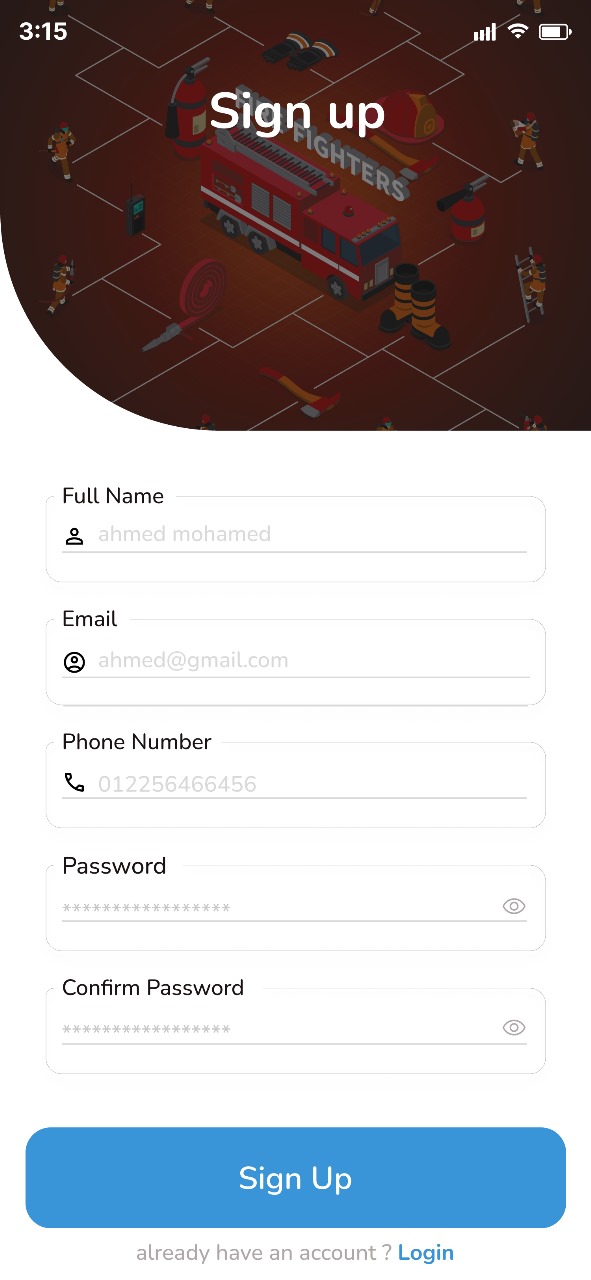 3:15
Sign up
FIGHTERS
Full Name
ahmed mohamed
Email
ahmed@gmail.com
Phone Number
012256466456
Password
*****************
Confirm Password
*****************
Sign Up
already have an account ? Login